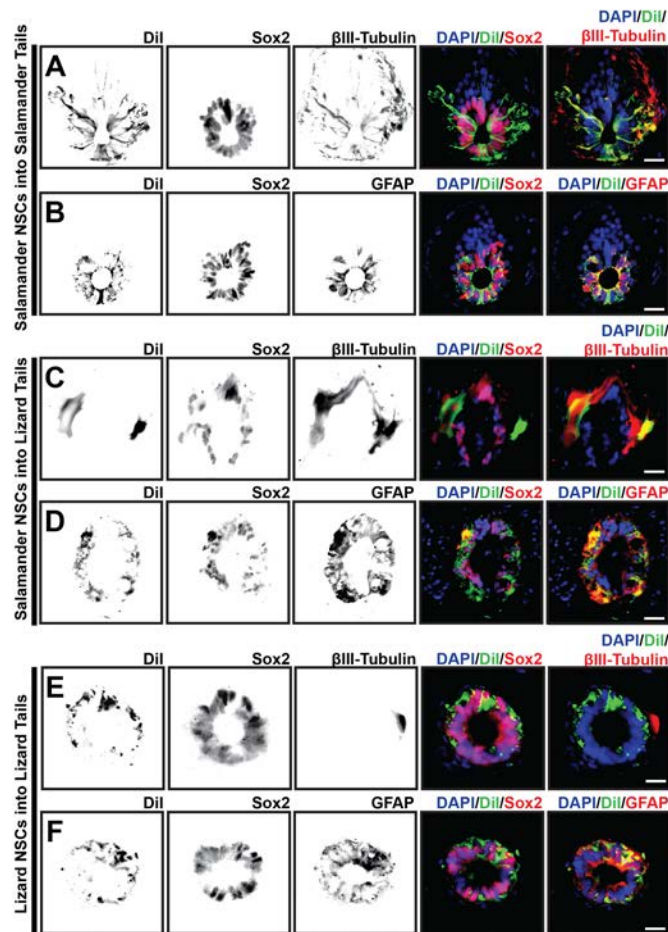 Salamander NSCs into Salamander Tails
DAPI/DiI/
DiI Sox2 βIII-Tubulin DAPI/DiI/Sox2 βIII-Tubulin
A
DiI Sox2 GFAP DAPI/DiI/Sox2 DAPI/DiI/GFAP
B
Salamander NSCs into Lizard Tails
DAPI/DiI/
DiI Sox2 βIII-Tubulin DAPI/DiI/Sox2 βIII-Tubulin
C
DiI Sox2 GFAP DAPI/DiI/Sox2 DAPI/DiI/GFAP
D
Lizard NSCs into Lizard Tails
DAPI/DiI/
DiI Sox2 βIII-Tubulin DAPI/DiI/Sox2 βIII-Tubulin
E
DiI Sox2 GFAP DAPI/DiI/Sox2 DAPI/DiI/GFAP
F